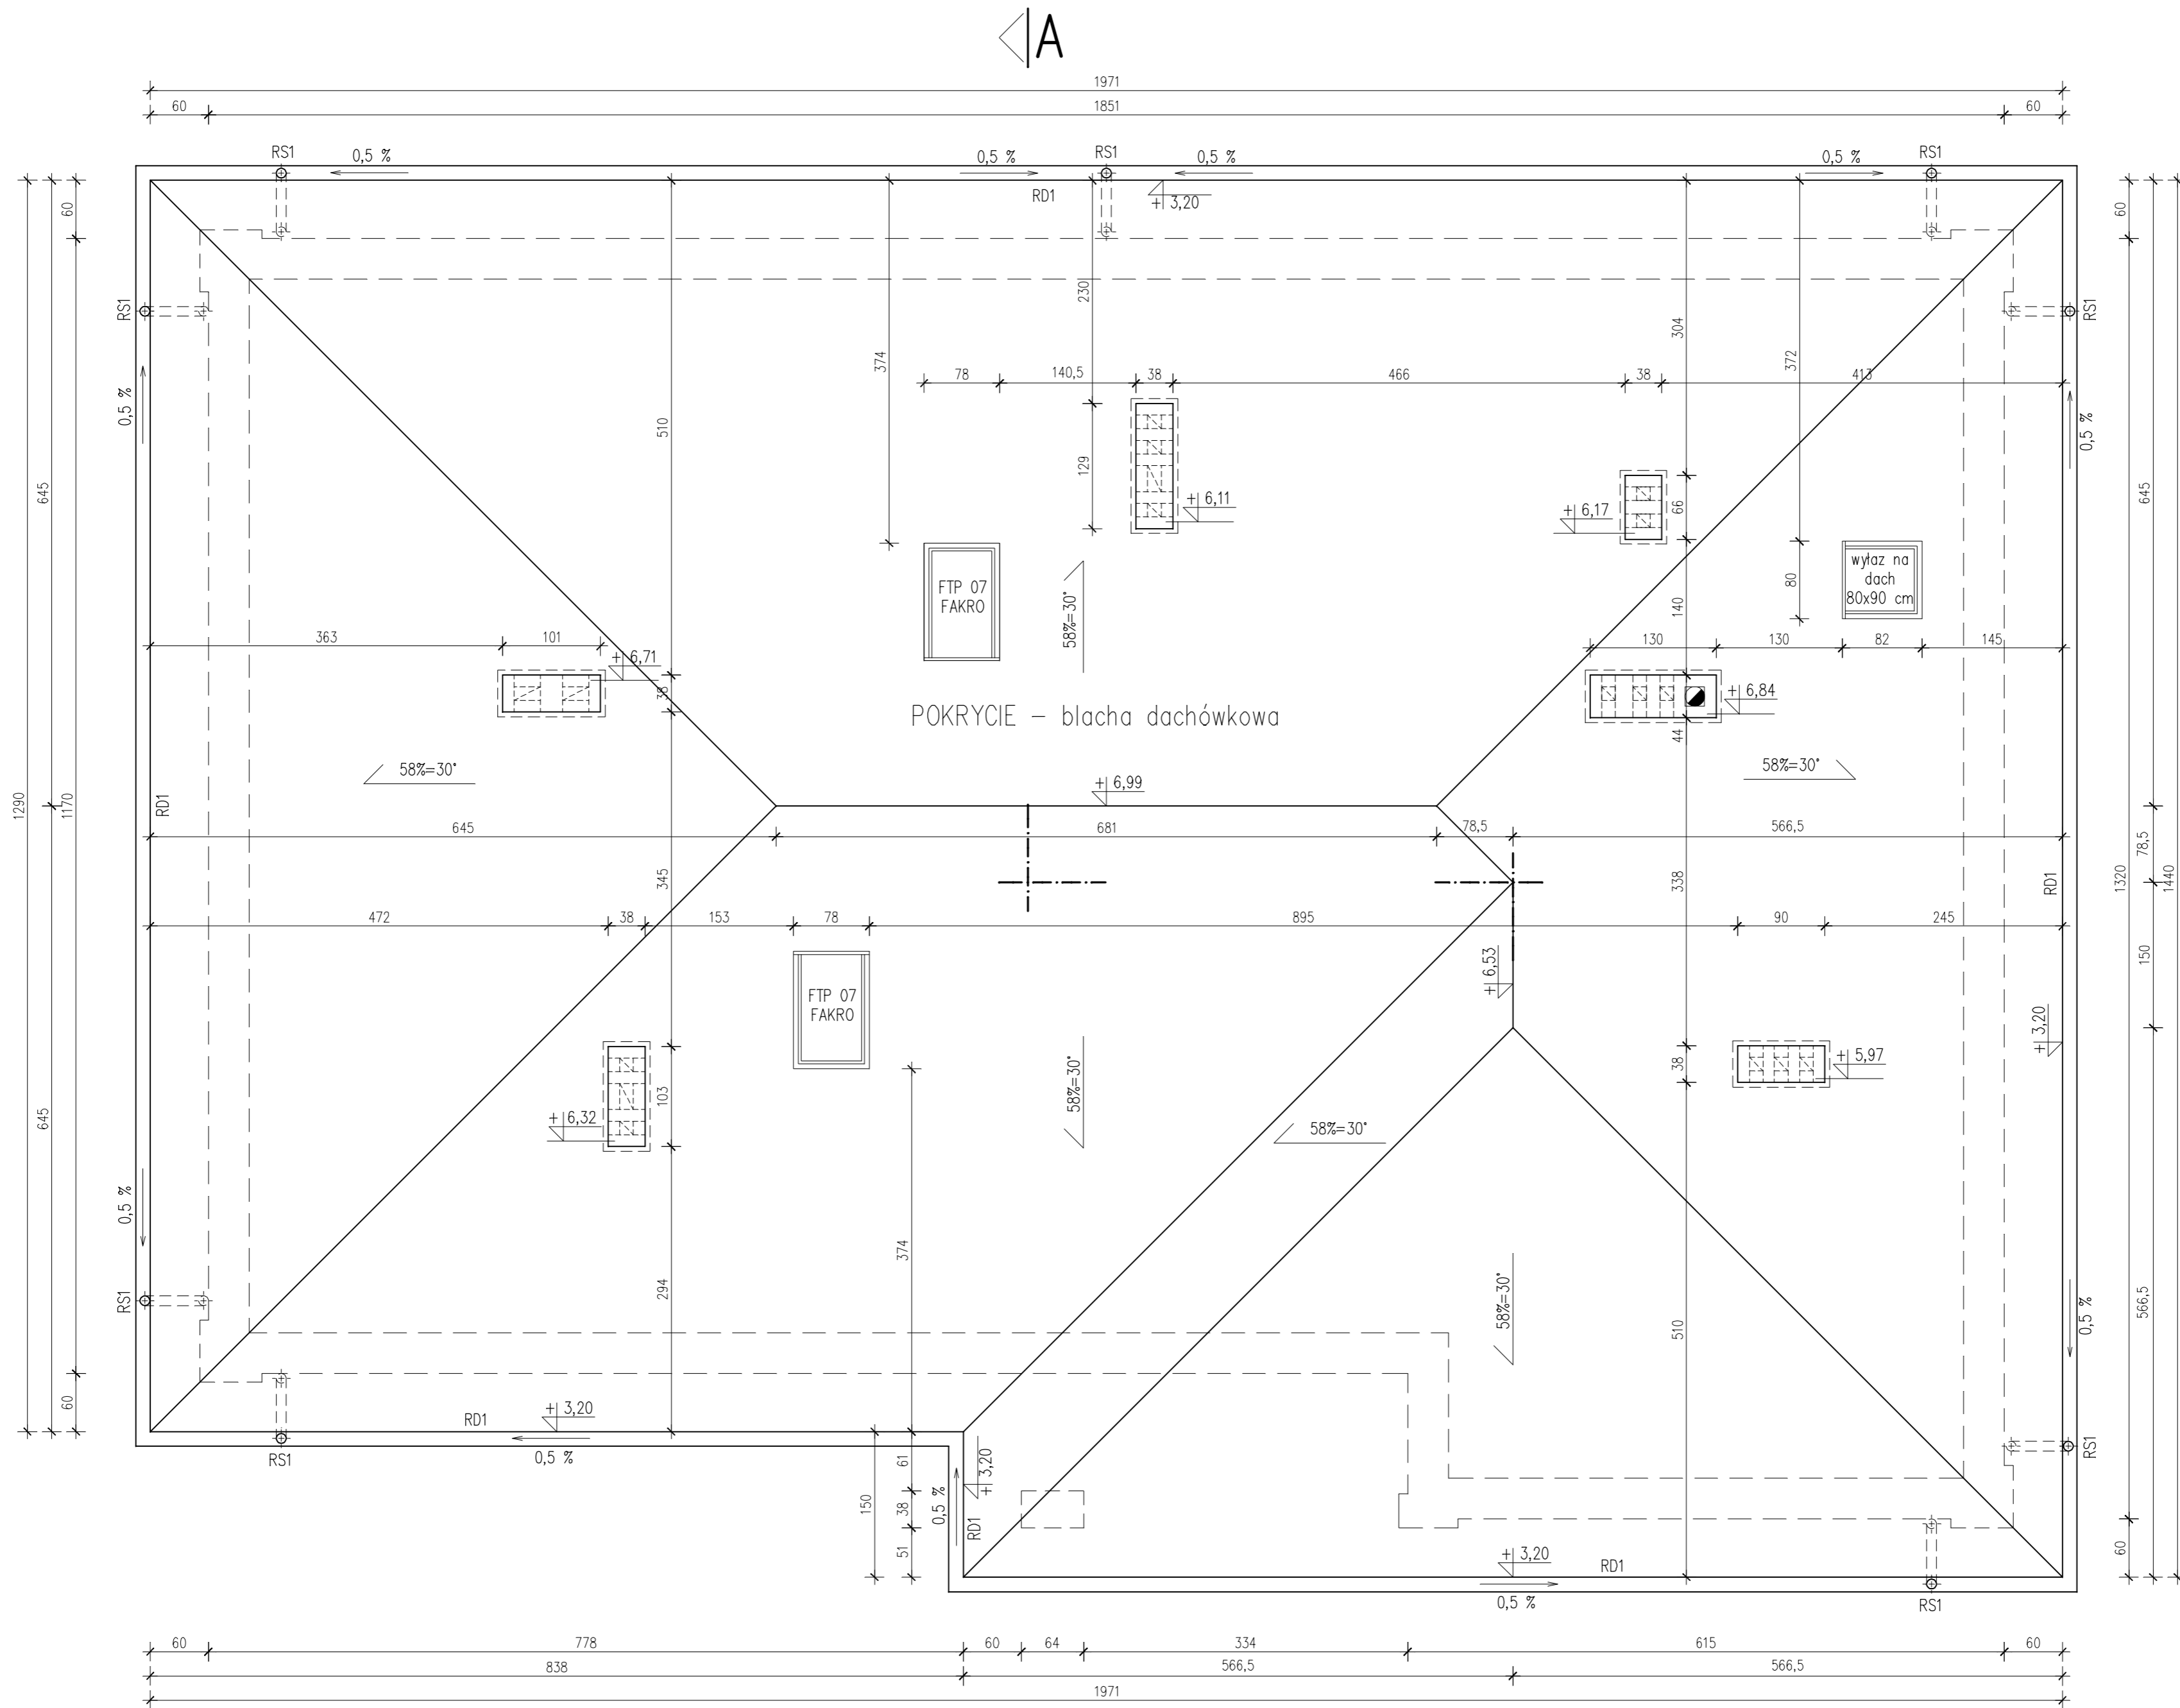 A
1971
60 1851 60
RS1 0,5 % 0,5 % RS1 0,5 % 0,5 % RS1
RD1 + 3,20
60 60
RS1 RS1
230
304
374 372
78 140,5 38 466 38 413
0,5 % 0,5 %
510
129
645 645
+ 6,11 + 6,17 66
FTP 07
FAKRO
wyłaz na
dach
80x90 cm
80
58%=30°
140
363 101 130 130 82 145
+ 6,71 38
+ 6,84
POKRYCIE – blacha dachówkowa
44
58%=30° 58%=30°
+ 6,99
1290 1170 RD1
645 681 78,5 566,5
78,5
345 338 RD1 1320 1440
472 38 153 78 895 90 245
150
+ 6,53
FTP 07
FAKRO
+ 3,20
38 + 5,97
103
58%=30°
+ 6,32
58%=30°
645
0,5 %
374
294
58%=30°
510
566,5
0,5 %
RS1
60
RD1 + 3,20
RS1 0,5 %
RS1
61
+ 3,20
150 38 0,5 % RD1
51
+ 3,20 RD1
60
0,5 % RS1
60 778 60 64 334 615 60
838 566,5 566,5
1971